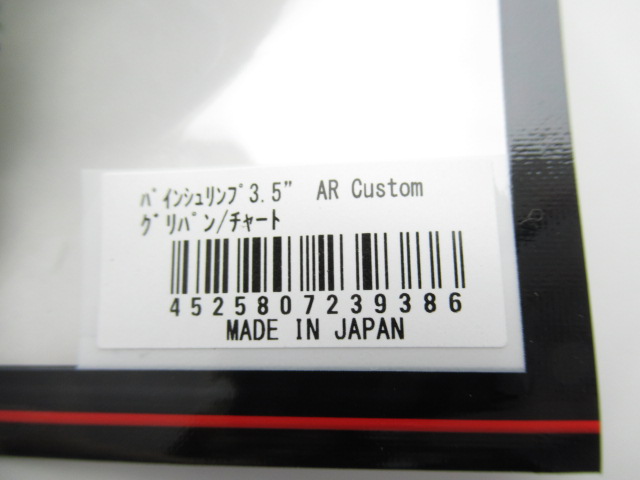 ﾊﾞｲﾝｼｭﾘﾝﾌﾟ3.5” AR Custom
ｸﾞﾘﾊﾟﾝ/ﾁｬｰﾄ
4525807239386
MADE IN JAPAN